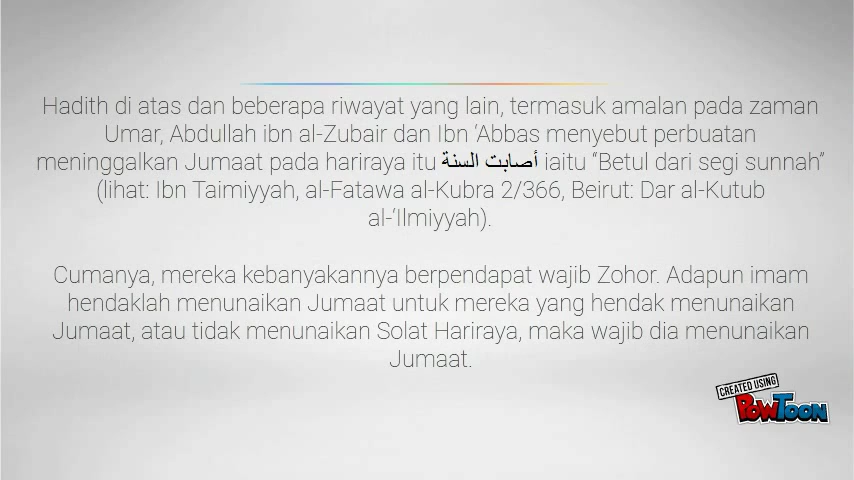 Hadith di atas dan beberapa riwayat yang lain, termasuk amalan pada zaman
Umar, Abdullah ibn al-Zubair dan Ibn ‘Abbas menyebut perbuatan
meninggalkan Jumaat pada hariraya itu أصابت السنة iaitu “Betul dari segi sunnah”
(lihat: Ibn Taimiyyah, al-Fatawa al-Kubra 2/366, Beirut: Dar al-Kutub
al-‘Ilmiyyah).
Cumanya, mereka kebanyakannya berpendapat wajib Zohor. Adapun imam
hendaklah menunaikan Jumaat untuk mereka yang hendak menunaikan
Jumaat, atau tidak menunaikan Solat Hariraya, maka wajib dia menunaikan
Jumaat.
CREATED USING
POWTOON